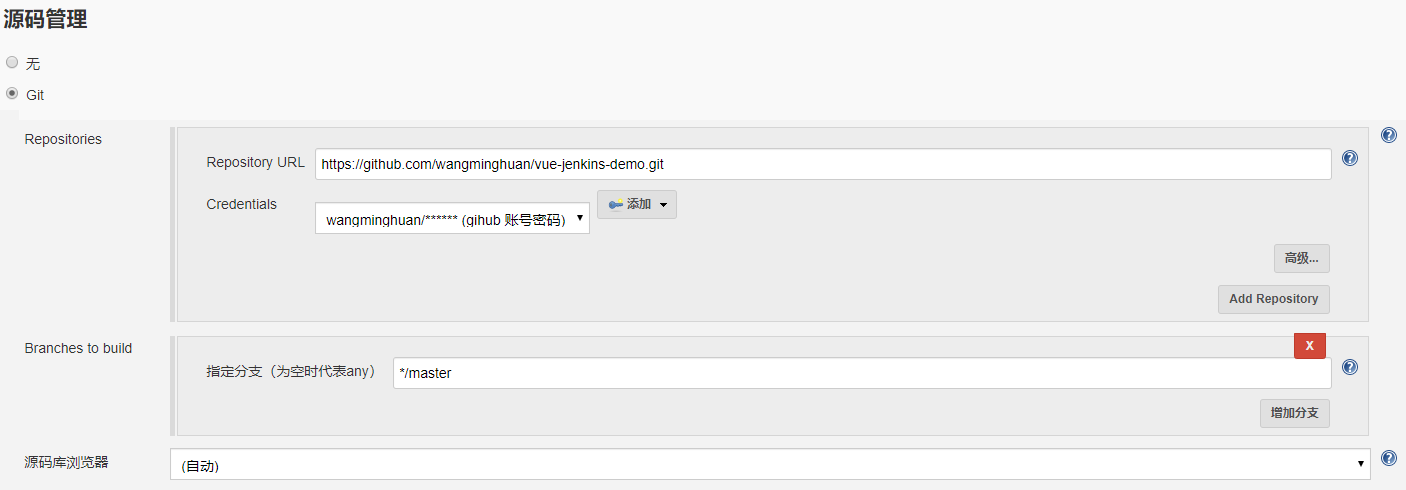 源码管理
无
Git
Repositories
Repository URL
https://github.com/wangminghuan/vue-jenkins-demo.git
Credentials
wangminghuan/****** (gihub 账号密码)
添加
高级...
Add Repository
Branches to build
X
指定分支（为空时代表any）
*/master
增加分支
源码库浏览器
(自动)